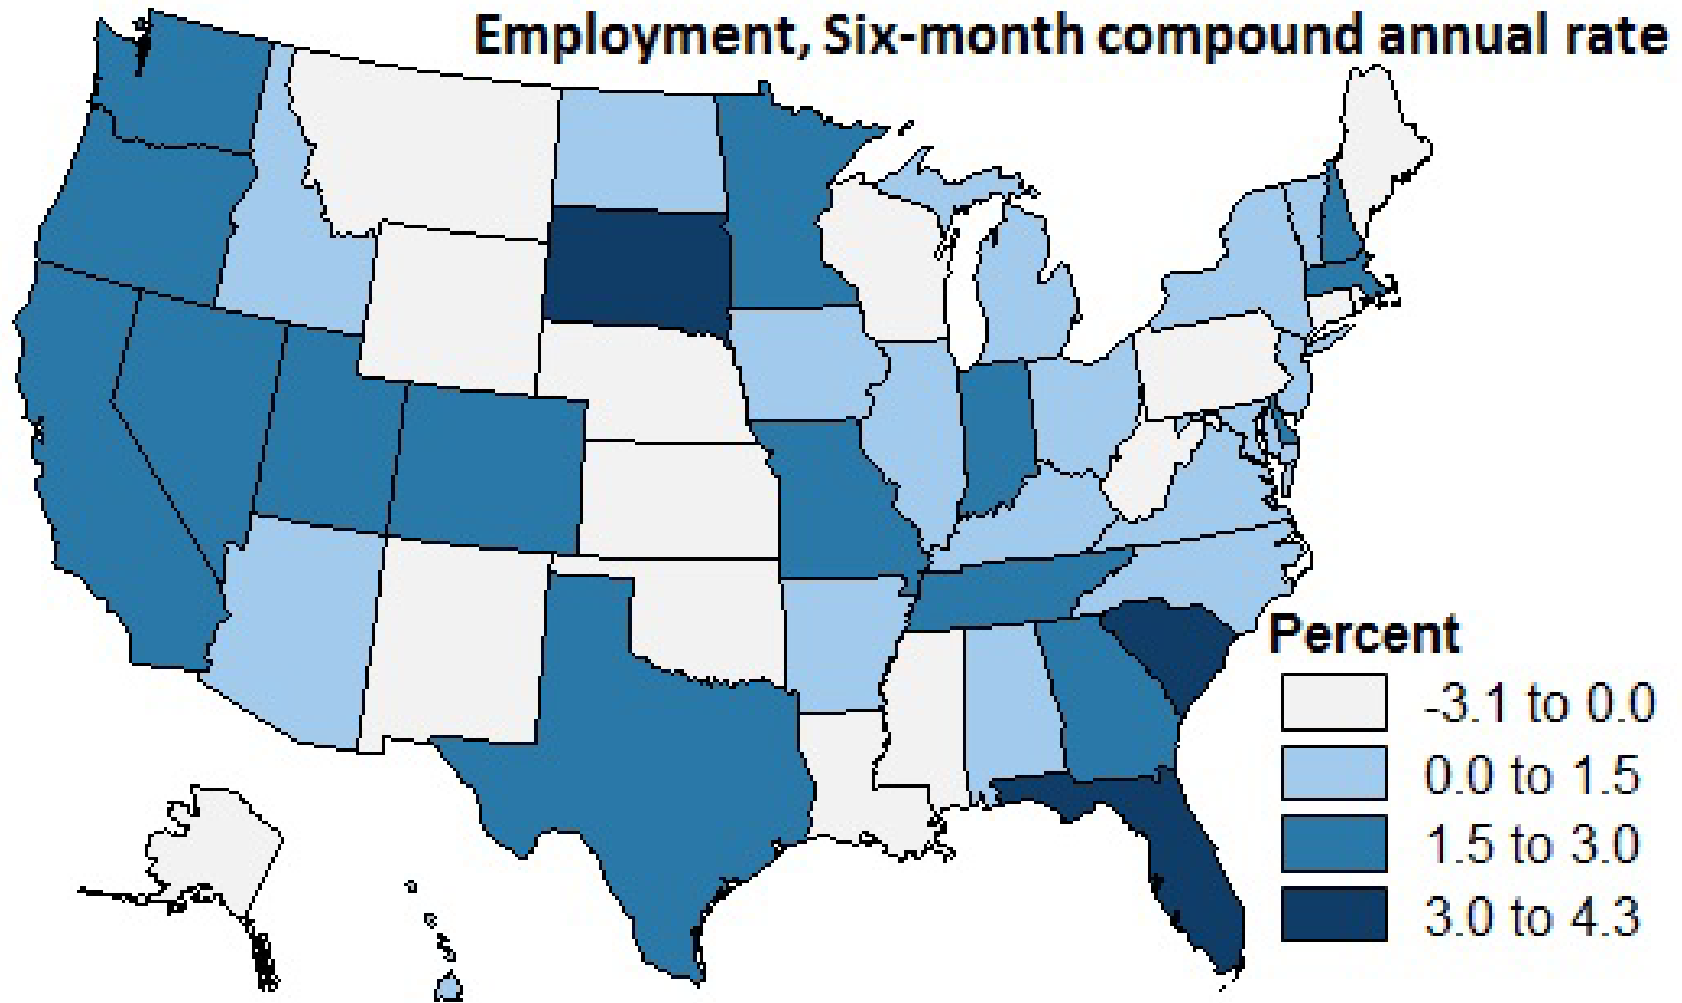 Employment, Six-month compound annual rate
Percent
-3.1 to 0.0
0.0 to 1.5
1.5 to 3.0
3.0 to 4.3